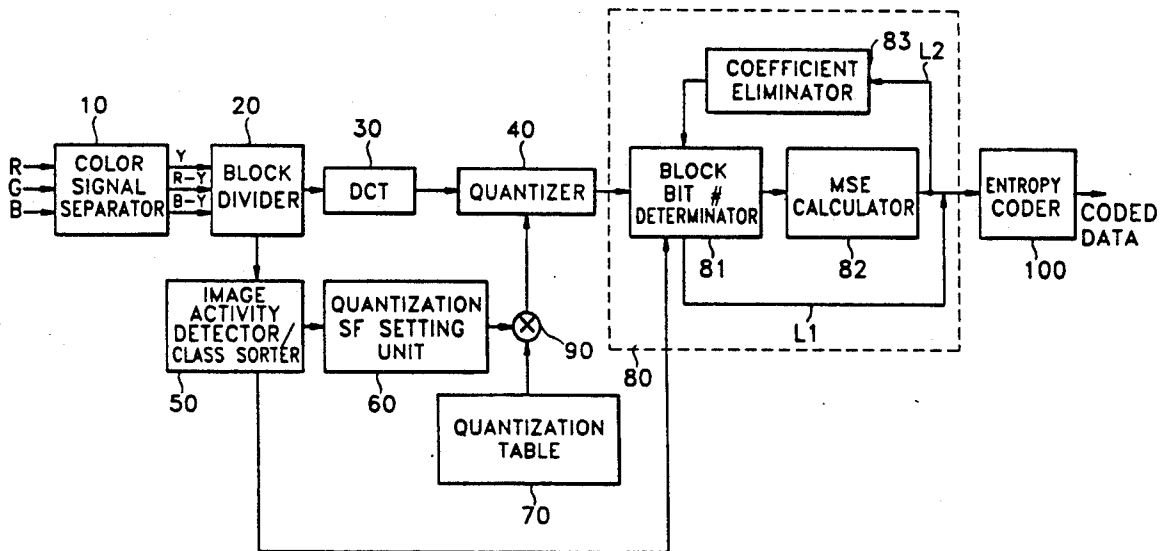 83
L2
COEFFICIENT
ELIMINATOR
10
20
30
40
R
G
B
COLOR
SIGNAL
SEPARATOR
Y
R-Y
B-Y
BLOCK
DIVIDER
DCT
QUANTIZER
BLOCK
BIT #
DETERMINATOR
MSE
CALCULATOR
ENTROPY
CODER
CODED
DATA
81
82
100
L1
IMAGE
ACTIVITY
DETECTOR/
CLASS SORTER
QUANTIZATION
SF SETTING
UNIT
90
80
50
60
QUANTIZATION
TABLE
70